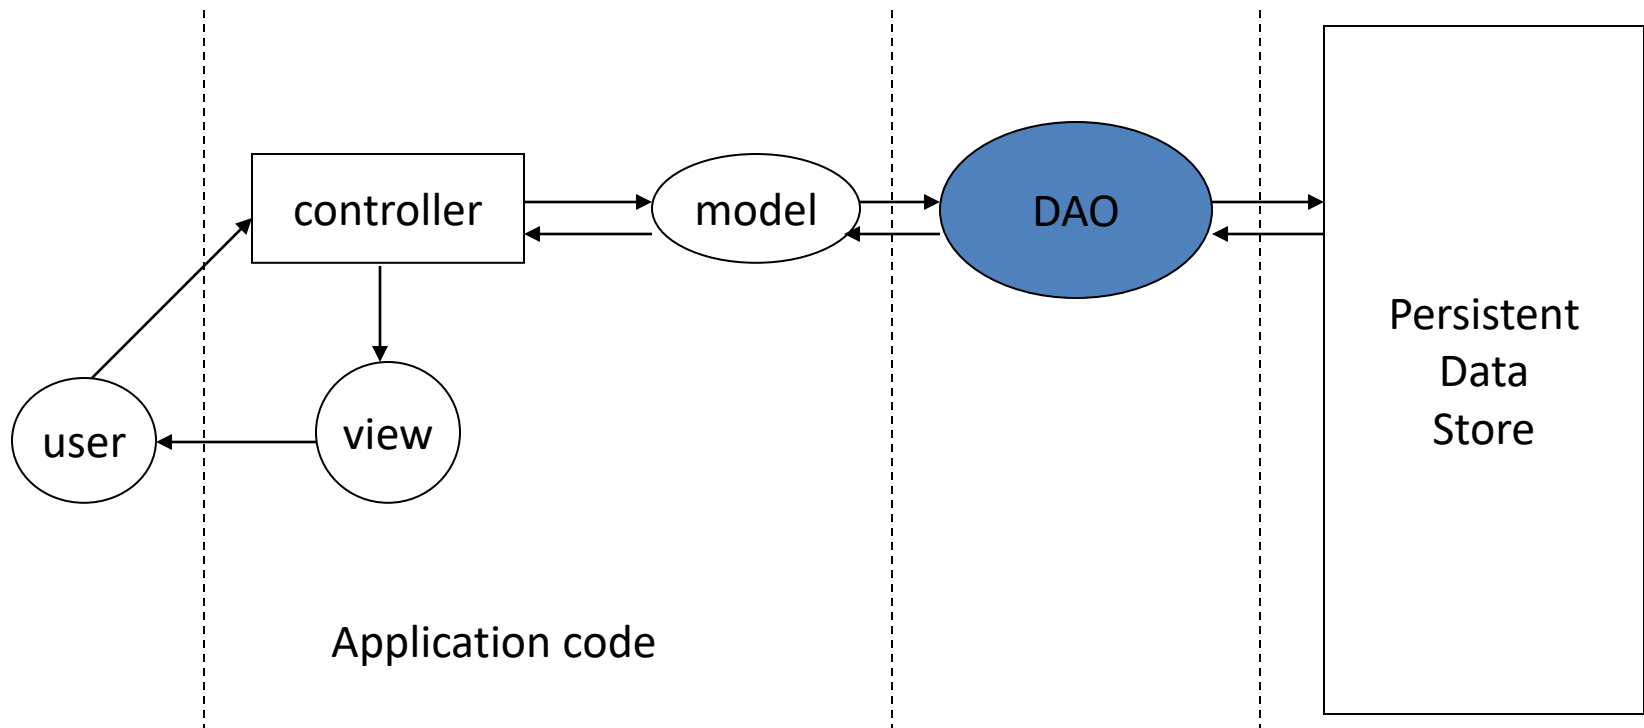 controller
model
DAO
Persistent
Data
Store
user
view
Application code